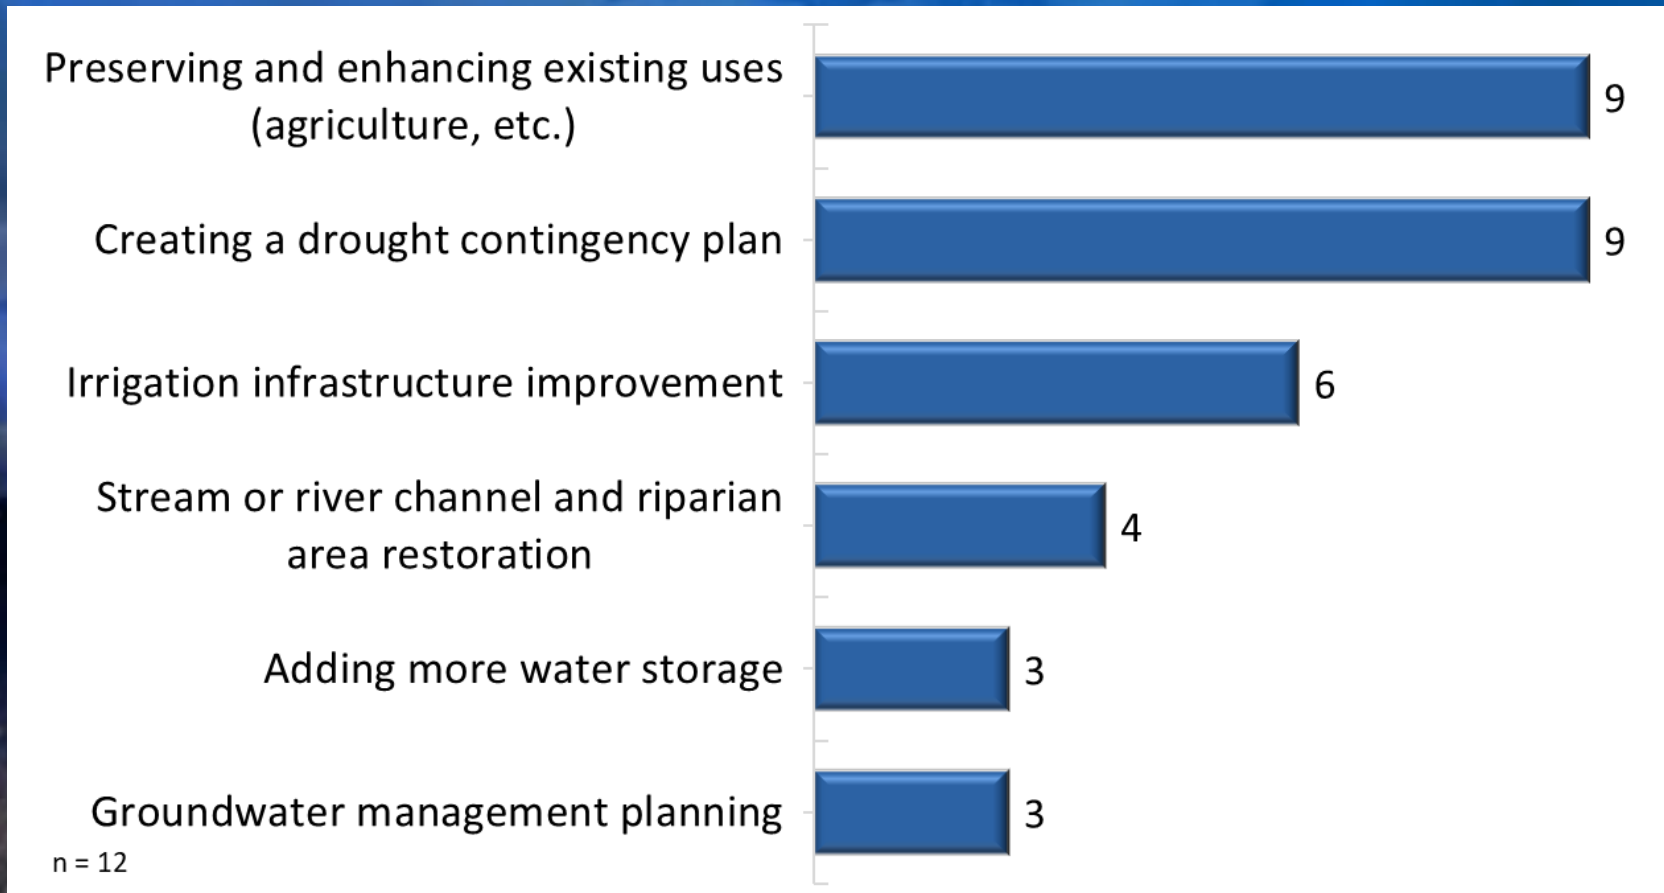 Preserving and enhancing existing uses
(agriculture, etc.)
9
Creating a drought contingency plan
9
Irrigation infrastructure improvement
6
Stream or river channel and riparian
area restoration
4
Adding more water storage
3
Groundwater management planning
3
n = 12